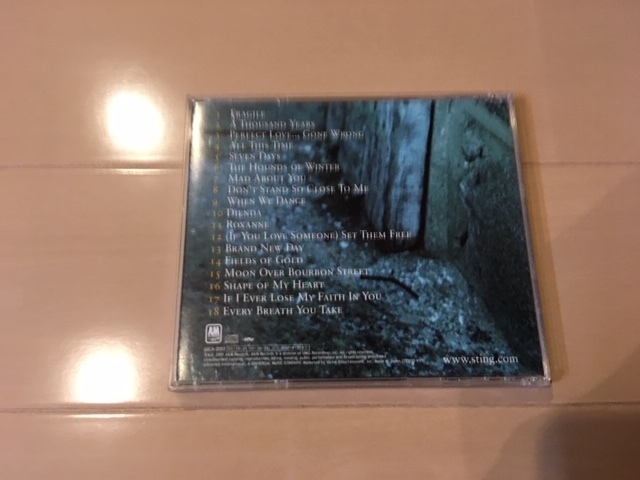 1 Fragile
2 A Thousand Years
3 Perfect Love... Gone Wrong
4 All This Time
5 Seven Days
6 The Hounds of Winter
7 Mad About You
8 Don't Stand So Close To Me
9 When We Dance
10 Dienda
11 Roxanne
12 (If You Love Someone) Set Them Free
13 Brand New Day
14 Fields of Gold
15 Moon Over Bourbon Street
16 Shape of My Heart
17 If I Ever Lose My Faith In You
18 Every Breath You Take
A&M
www.sting.com